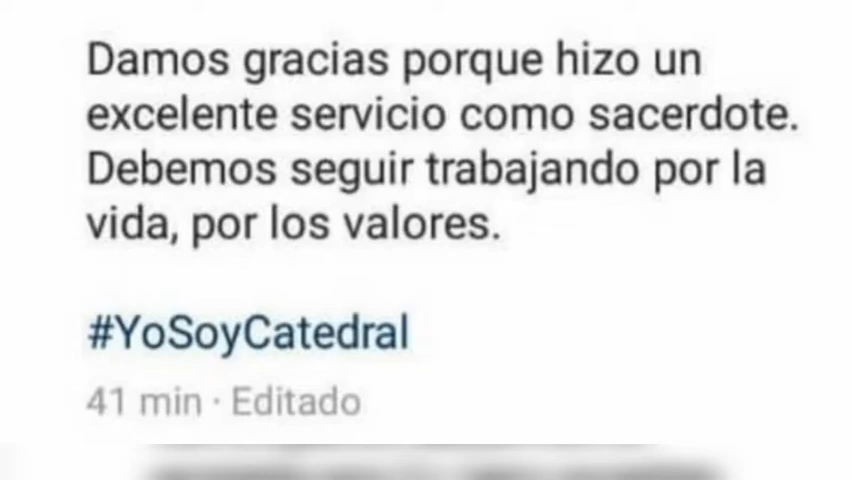 Damos gracias porque hizo un
excelente servicio como sacerdote.
Debemos seguir trabajando por la
vida, por los valores.
#YoSoyCatedral
41 min · Editado